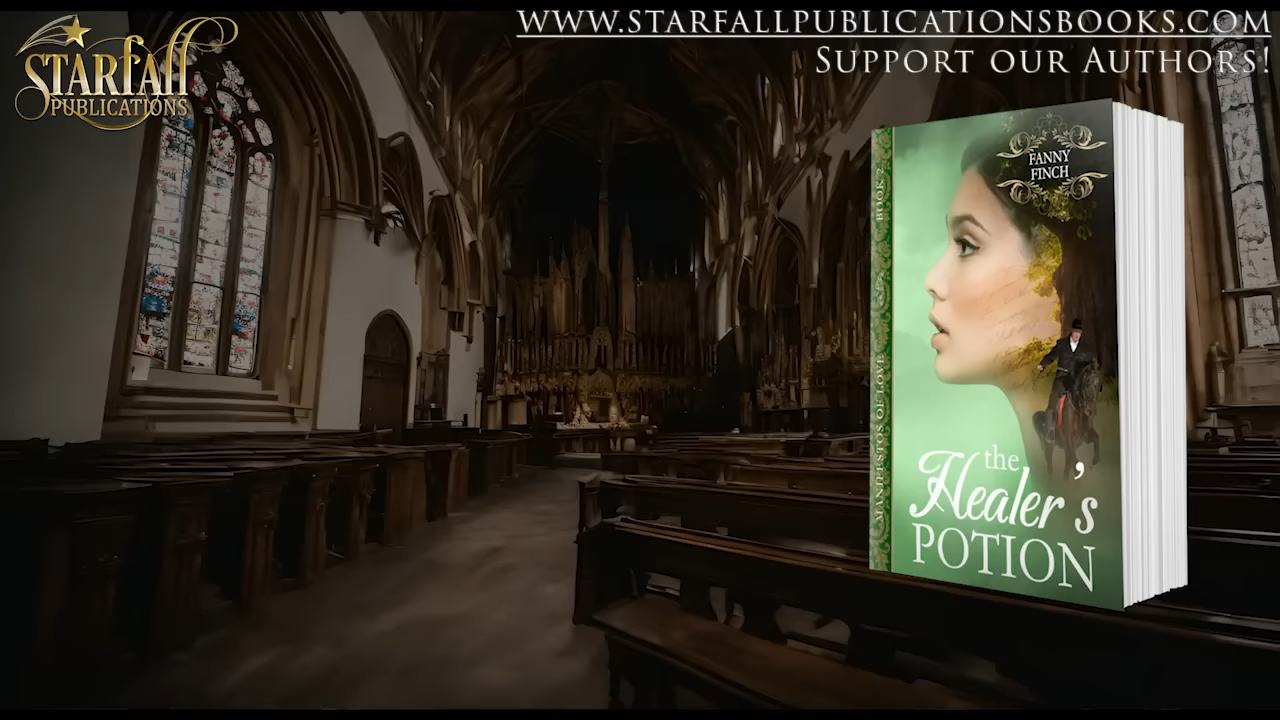 STARfall
PUBLICATIONS
WWW.STARFALLPUBLICATIONSBOOKS.COM
SUPPORT OUR AUTHORS!
BOOK 2
MANIFESTOS OF LOVE
FANNY
FINCH
the
Healer's
POTION